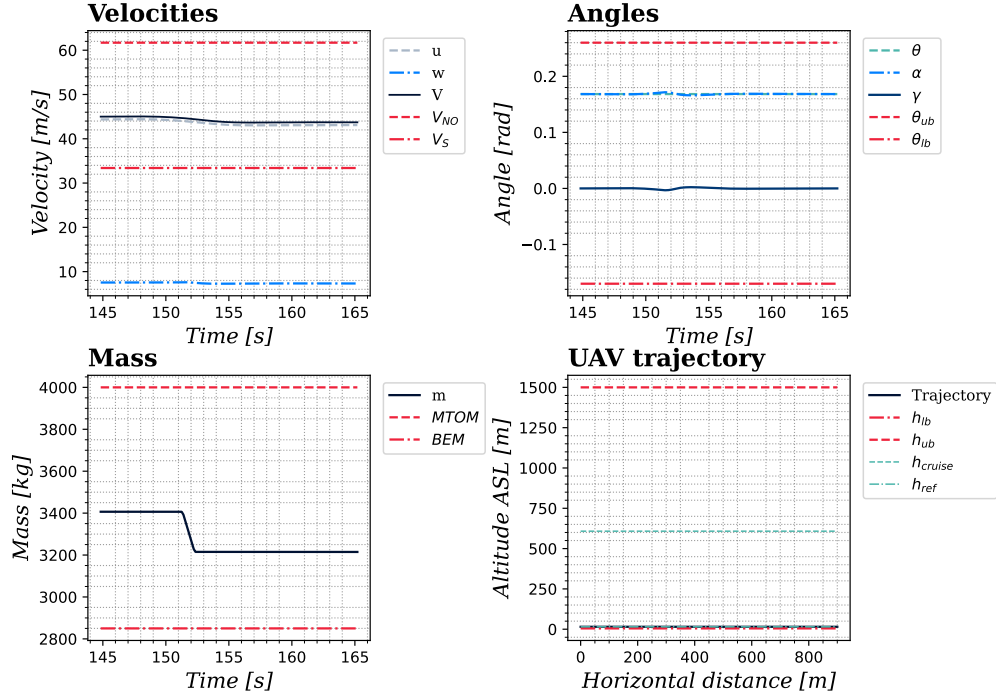 Velocities
Velocity [m/s]
60
50
40
30
20
10
145 150 155 160 165
Time [s]
u
w
V
V_NO
V_S
Angles
Angle [rad]
0.2
0.1
0.0
−0.1
145 150 155 160 165
Time [s]
θ
α
γ
θ_ub
θ_lb
Mass
Mass [kg]
4000
3800
3600
3400
3200
3000
2800
145 150 155 160 165
Time [s]
m
MTOM
BEM
UAV trajectory
Altitude ASL [m]
1500
1250
1000
750
500
250
0
0 200 400 600 800
Horizontal distance [m]
Trajectory
h_lb
h_ub
h_cruise
h_ref